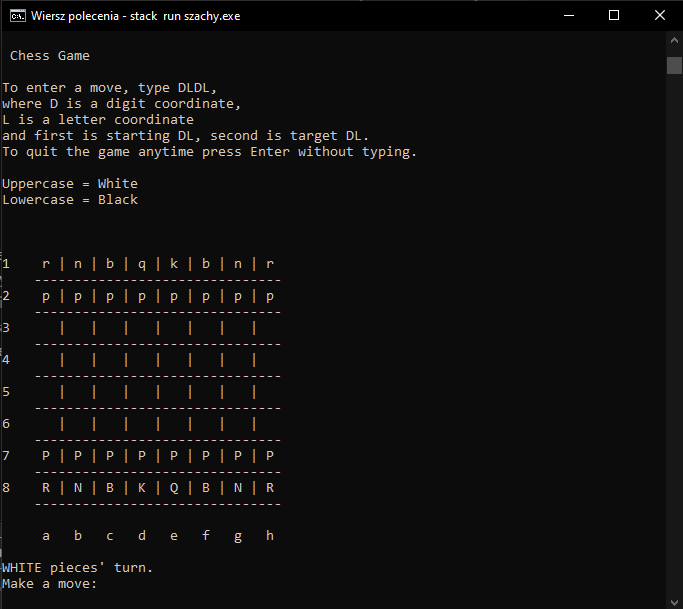 Wiersz polecenia - stack  run szachy.exe
Chess Game
To enter a move, type DLDL,
where D is a digit coordinate,
L is a letter coordinate
and first is starting DL, second is target DL.
To quit the game anytime press Enter without typing.
Uppercase = White
Lowercase = Black
1    r | n | b | q | k | b | n | r
    -------------------------------
2    p | p | p | p | p | p | p | p
    -------------------------------
3      |   |   |   |   |   |   |
    -------------------------------
4      |   |   |   |   |   |   |
    -------------------------------
5      |   |   |   |   |   |   |
    -------------------------------
6      |   |   |   |   |   |   |
    -------------------------------
7    P | P | P | P | P | P | P | P
    -------------------------------
8    R | N | B | K | Q | B | N | R
    -------------------------------
     a   b   c   d   e   f   g   h
WHITE pieces' turn.
Make a move: